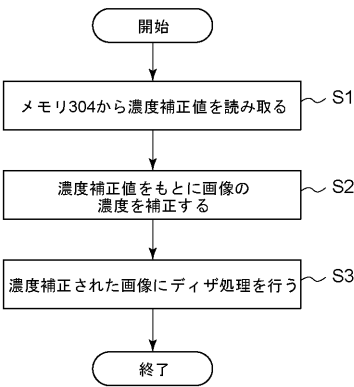 開始
メモリ304から濃度補正値を読み取る
S1
濃度補正値をもとに画像の
濃度を補正する
S2
濃度補正された画像にディザ処理を行う
S3
終了